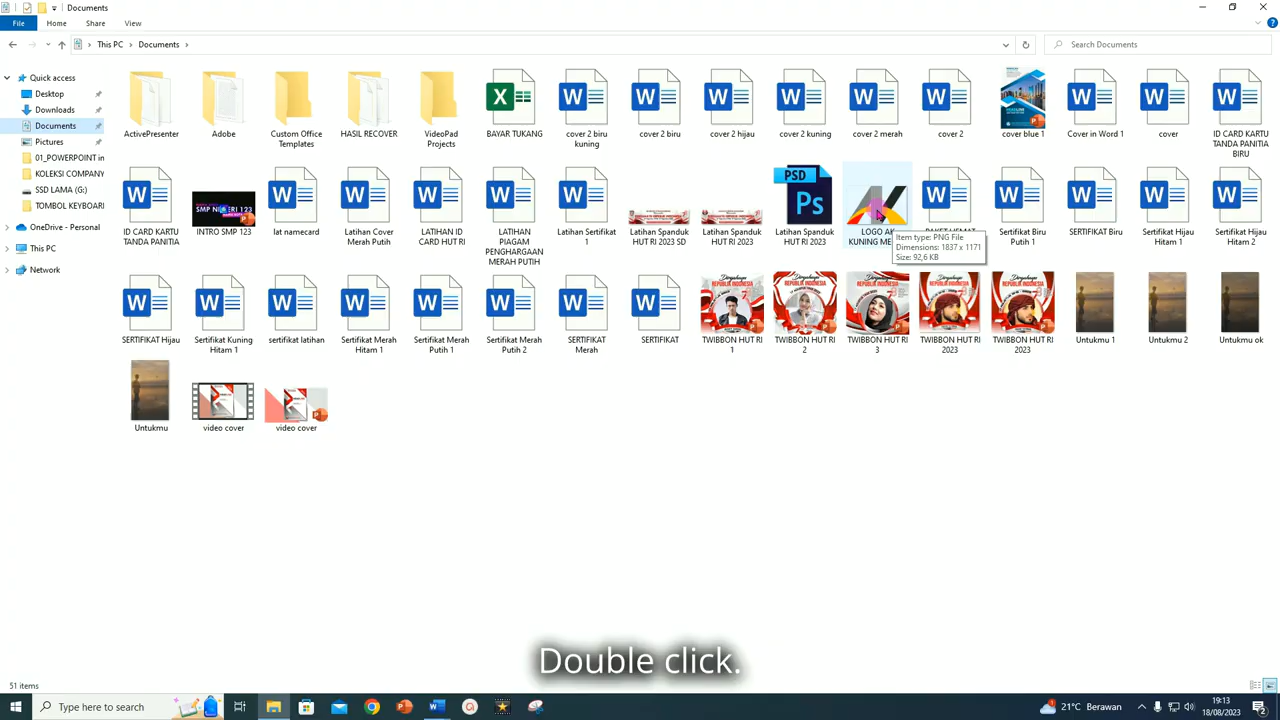 Documents
File
Home
Share
View
This PC
Documents
Search Documents
Quick access
Desktop
Downloads
Documents
Pictures
01_POWERPOINT in
KOLEKSI COMPANY
SSD LAMA (G:)
TOMBOL KEYBOARI
OneDrive - Personal
This PC
Network
ActivePresenter
Adobe
Custom Office
Templates
HASIL RECOVER
VideoPad
Projects
BAYAR TUKANG
cover 2 biru
kuning
cover 2 biru
cover 2 hijau
cover 2 kuning
cover 2 merah
cover 2
cover blue 1
Cover in Word 1
cover
ID CARD KARTU
TANDA PANITIA
BIRU
ID CARD KARTU
TANDA PANITIA
INTRO SMP 123
lat namecard
Latihan Cover
Merah Putih
LATIHAN ID
CARD HUT RI
LATIHAN
PIAGAM
PENGHARGAAN
MERAH PUTIH
Latihan Sertifikat
1
Latihan Spanduk
HUT RI 2023 SD
Latihan Spanduk
HUT RI 2023
PSD
Ps
Latihan Spanduk
HUT RI 2023
LOGO AK
Item type: PNG File
Dimensions: 1837 x 1171
Size: 92,6 KB
Sertifikat Biru
Putih 1
SERTIFIKAT Biru
Sertifikat Hijau
Hitam 1
Sertifikat Hijau
Hitam 2
SERTIFIKAT Hijau
Sertifikat Kuning
Hitam 1
sertifikat latihan
Sertifikat Merah
Hitam 1
Sertifikat Merah
Putih 1
Sertifikat Merah
Putih 2
SERTIFIKAT
Merah
SERTIFIKAT
TWIBBON HUT RI
1
TWIBBON HUT RI
2
TWIBBON HUT RI
3
TWIBBON HUT RI
2023
TWIBBON HUT RI
2023
Untukmu 1
Untukmu 2
Untukmu ok
Untukmu
video cover
video cover
Double click.
51 items
Type here to search
21°C Berawan
19:13
18/08/2023